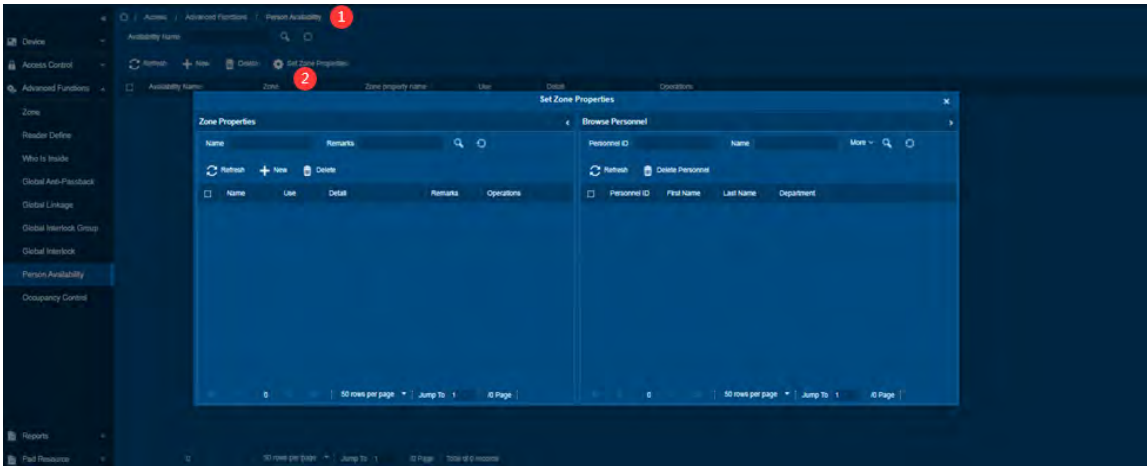 Access / Advanced Functions / Person Availability 1
Device
Availability Name
Access Control
Refresh New Delete Set Zone Properties
2
Advanced Functions
Availability Name Zone Zone property name Use Detail Operations
Set Zone Properties
Zone
Zone Properties Browse Personnel
Reader Define
Name Remarks Personnel ID Name More
Who Is Inside
Refresh New Delete Refresh Delete Personnel
Global Anti-Passback
Name Use Detail Remarks Operations Personnel ID First Name Last Name Department
Global Linkage
Global Interlock Group
Global Interlock
Person Availability
Occupancy Control
0 50 rows per page Jump To 1 /0 Page 0 50 rows per page Jump To 1 /0 Page
Reports
Pad Resource 0 50 rows per page Jump To 1 /0 Page Total of 0 records